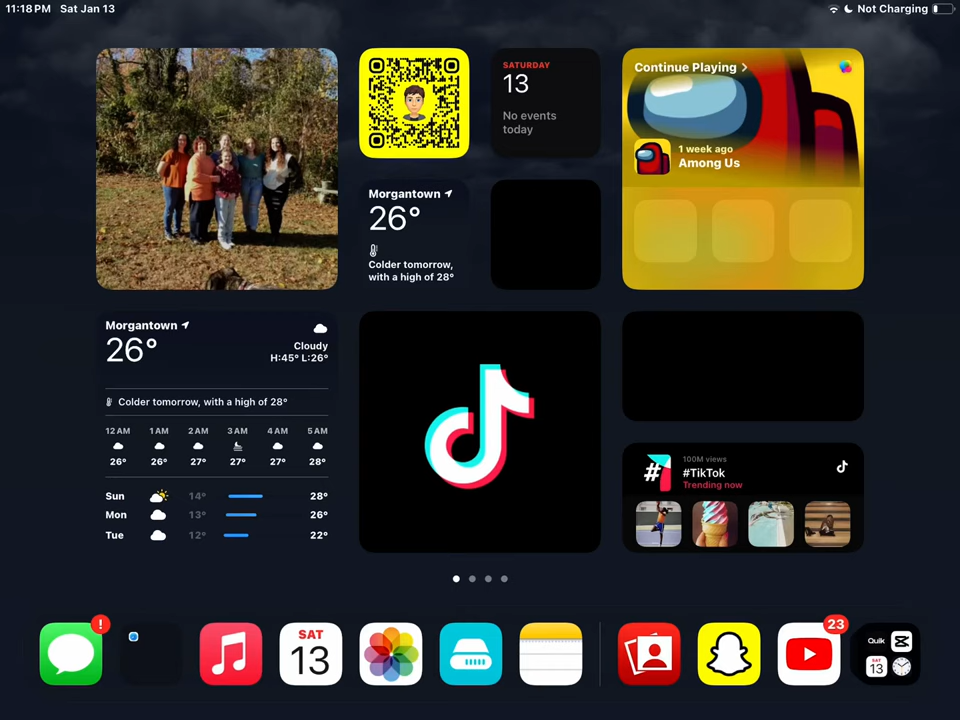 11:18 PM Sat Jan 13
Not Charging
SATURDAY
13
No events
today
Continue Playing
1 week ago
Among Us
Morgantown
26°
Colder tomorrow,
with a high of 28°
Morgantown
26°
Cloudy
H:45° L:26°
Colder tomorrow, with a high of 28°
12 AM 1 AM 2 AM 3 AM 4 AM 5 AM
26° 26° 27° 27° 27° 28°
Sun 14° 28°
Mon 13° 26°
Tue 12° 22°
100M views
#
#TikTok
Trending now
!
SAT
13
23
Quik
SAT
13